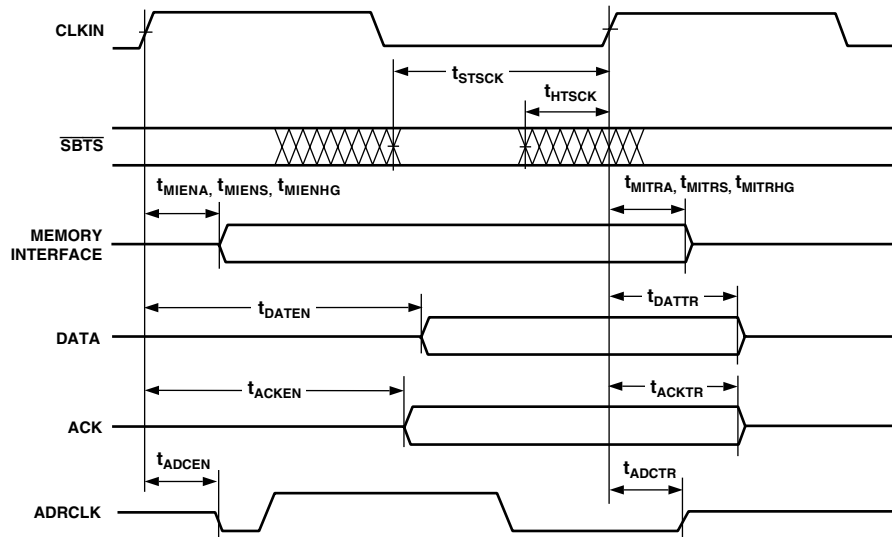 CLKIN
tSTSCK
tHTSCK
SBTS
tMIENA, tMIENS, tMIENHG
tMITRA, tMITRS, tMITRHG
MEMORY
INTERFACE
tDATEN
tDATTR
DATA
tACKEN
tACKTR
ACK
tADCEN
tADCTR
ADRCLK